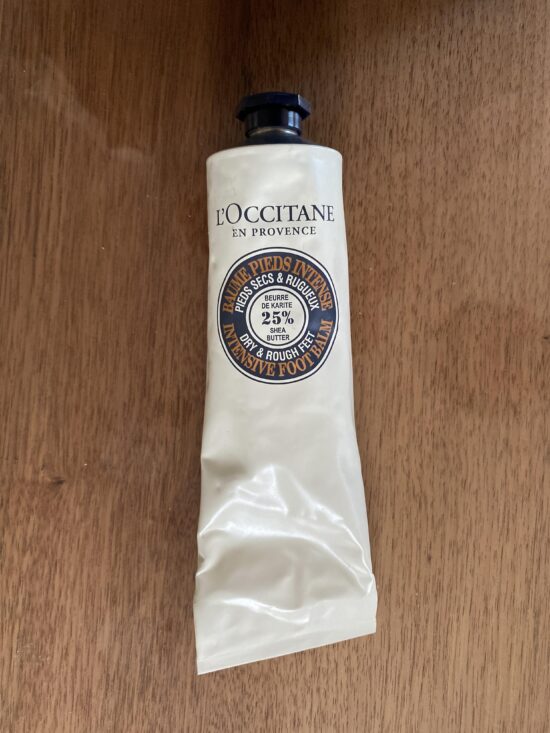 L'OCCITANE
EN PROVENCE
BAUME PIEDS INTENSE
PIEDS SECS & RUGUEUX
BEURRE
DE KARITE
25%
SHEA
BUTTER
DRY & ROUGH FEET
INTENSIVE FOOT BALM